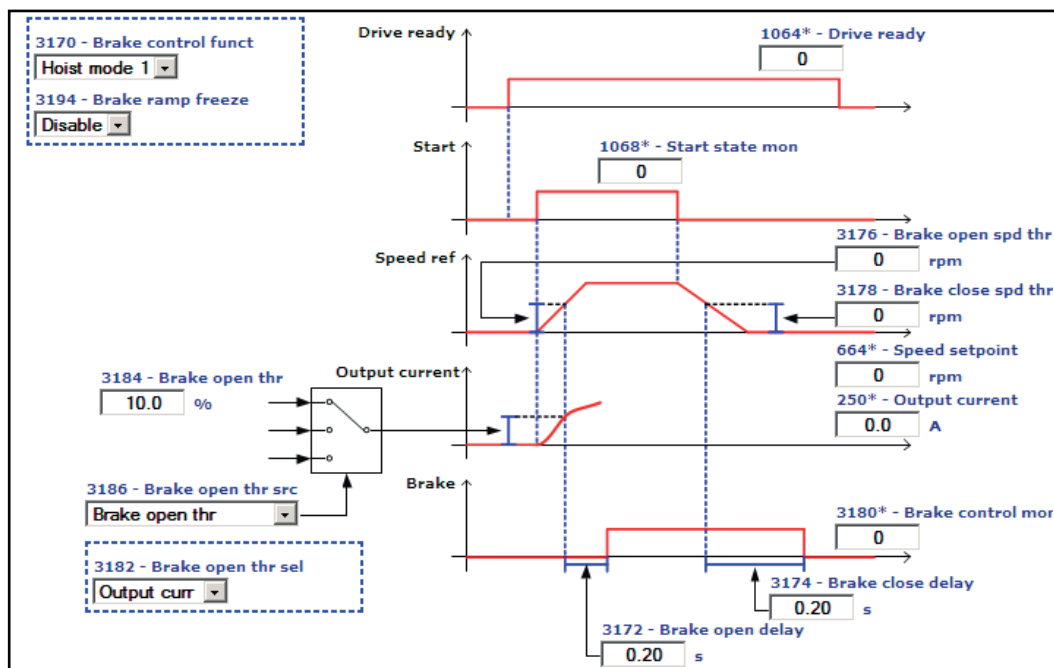 3170 - Brake control funct
Hoist mode 1
3194 - Brake ramp freeze
Disable
Drive ready
1064* - Drive ready
0
Start
1068* - Start state mon
0
Speed ref
3176 - Brake open spd thr
0 rpm
3178 - Brake close spd thr
0 rpm
664* - Speed setpoint
0 rpm
3184 - Brake open thr
10.0 %
Output current
250* - Output current
0.0 A
3186 - Brake open thr src
Brake open thr
Brake
3180* - Brake control mon
0
3182 - Brake open thr sel
Output curr
3174 - Brake close delay
0.20 s
3172 - Brake open delay
0.20 s